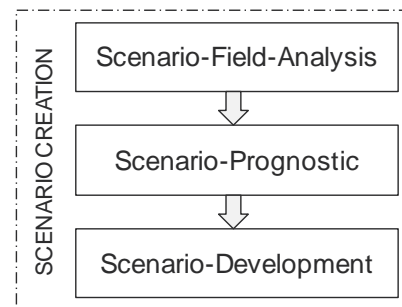 SCENARIO CREATION
Scenario-Field-Analysis
Scenario-Prognostic
Scenario-Development